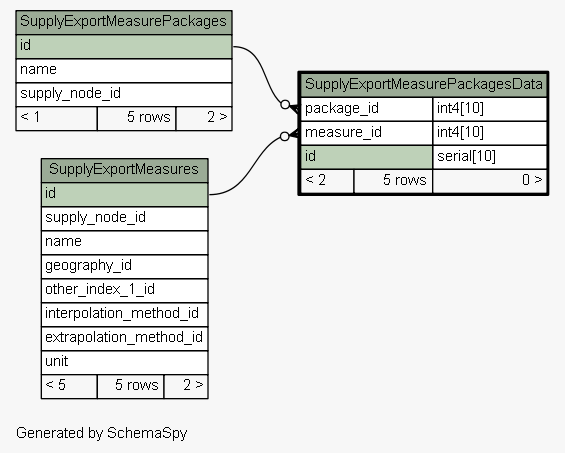 SupplyExportMeasurePackages
id
name
supply_node_id
< 1 5 rows 2 >
SupplyExportMeasurePackagesData
package_id int4[10]
measure_id int4[10]
id serial[10]
< 2 5 rows 0 >
SupplyExportMeasures
id
supply_node_id
name
geography_id
other_index_1_id
interpolation_method_id
extrapolation_method_id
unit
< 5 5 rows 2 >
Generated by SchemaSpy